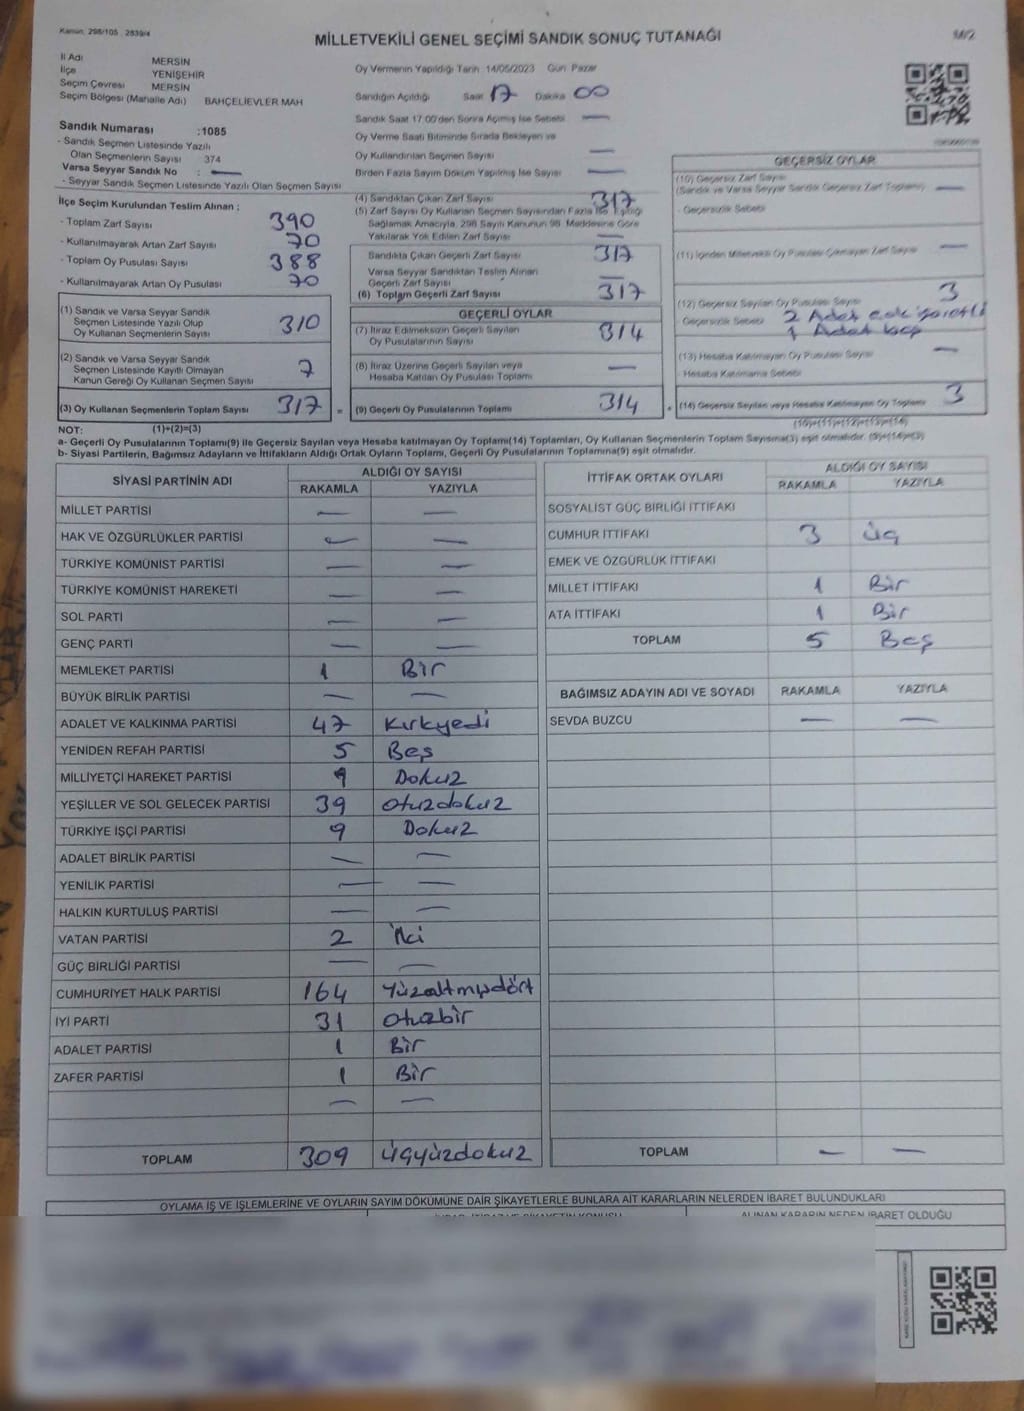 Kanun: 298/105 , 2839/4
MİLLETVEKİLİ GENEL SEÇİMİ SANDIK SONUÇ TUTANAĞI
M/2
İl Adı MERSİN
İlçe YENİŞEHİR
Seçim Çevresi MERSİN
Seçim Bölgesi (Mahalle Adı) BAHÇELİEVLER MAH
Oy Vermenin Yapıldığı Tarih 14/05/2023 Gün Pazar
Sandığın Açıldığı Saat 17 Dakika 00
Sandık Saat 17:00'den Sonra Açılmış İse Sebebi —
Oy Verme Saati Bitiminde Sırada Bekleyen ve
Oy Kullandırılan Seçmen Sayısı —
Birden Fazla Sayım Döküm Yapılmış İse Sayısı —
Sandık Numarası :1085
- Sandık Seçmen Listesinde Yazılı
Olan Seçmenlerin Sayısı 374
Varsa Seyyar Sandık No : —
- Seyyar Sandık Seçmen Listesinde Yazılı Olan Seçmen Sayısı
İlçe Seçim Kurulundan Teslim Alınan ;
- Toplam Zarf Sayısı 390
- Kullanılmayarak Artan Zarf Sayısı 70
- Toplam Oy Pusulası Sayısı 388
- Kullanılmayarak Artan Oy Pusulası 70
(1) Sandık ve Varsa Seyyar Sandık
Seçmen Listesinde Yazılı Olup
Oy Kullanan Seçmenlerin Sayısı 310
(2) Sandık ve Varsa Seyyar Sandık
Seçmen Listesinde Kayıtlı Olmayan
Kanun Gereği Oy Kullanan Seçmen Sayısı 7
(3) Oy Kullanan Seçmenlerin Toplam Sayısı 317 =
(4) Sandıktan Çıkan Zarf Sayısı 317
(5) Zarf Sayısı Oy Kullanan Seçmen Sayısından Fazla İse Eşitliği
Sağlamak Amacıyla, 298 Sayılı Kanunun 98. Maddesine Göre
Yakılarak Yok Edilen Zarf Sayısı —
Sandıkta Çıkan Geçerli Zarf Sayısı 317
Varsa Seyyar Sandıktan Teslim Alınan
Geçerli Zarf Sayısı —
(6) Toplam Geçerli Zarf Sayısı 317
GEÇERLİ OYLAR
(7) İtiraz Edilmeksizin Geçerli Sayılan
Oy Pusulalarının Sayısı 314
(8) İtiraz Üzerine Geçerli Sayılan veya
Hesaba Katılan Oy Pusulası Toplamı —
(9) Geçerli Oy Pusulalarının Toplamı 314 +
GEÇERSİZ OYLAR
(10) Geçersiz Zarf Sayısı
(Sandık ve Varsa Seyyar Sandık Geçersiz Zarf Toplamı) —
- Geçersizlik Sebebi
(11) İçinden Milletvekili Oy Pusulası Çıkmayan Zarf Sayısı —
(12) Geçersiz Sayılan Oy Pusulası Sayısı 3
- Geçersizlik Sebebi 2 Adet çok işaretli
1 Adet boş
(13) Hesaba Katılmayan Oy Pusulası Sayısı —
- Hesaba Katılmama Sebebi
(14) Geçersiz Sayılan veya Hesaba Katılmayan Oy Toplamı 3
NOT: (1)+(2)=(3)
(10)+(11)+(12)+(13)=(14)
a- Geçerli Oy Pusulalarının Toplamı(9) ile Geçersiz Sayılan veya Hesaba katılmayan Oy Toplamı(14) Toplamları, Oy Kullanan Seçmenlerin Toplam Sayısına(3) eşit olmalıdır. (9)+(14)=(3)
b- Siyasi Partilerin, Bağımsız Adayların ve İttifakların Aldığı Ortak Oyların Toplamı, Geçerli Oy Pusulalarının Toplamına(9) eşit olmalıdır.
SİYASİ PARTİNİN ADI ALDIĞI OY SAYISI
RAKAMLA YAZIYLA
MİLLET PARTİSİ — —
HAK VE ÖZGÜRLÜKLER PARTİSİ — —
TÜRKİYE KOMÜNİST PARTİSİ — —
TÜRKİYE KOMÜNİST HAREKETİ — —
SOL PARTİ — —
GENÇ PARTİ — —
MEMLEKET PARTİSİ 1 Bir
BÜYÜK BİRLİK PARTİSİ — —
ADALET VE KALKINMA PARTİSİ 47 Kırkyedi
YENİDEN REFAH PARTİSİ 5 Beş
MİLLİYETÇİ HAREKET PARTİSİ 9 Dokuz
YEŞİLLER VE SOL GELECEK PARTİSİ 39 otuzdokuz
TÜRKİYE İŞÇİ PARTİSİ 9 Dokuz
ADALET BİRLİK PARTİSİ — —
YENİLİK PARTİSİ — —
HALKIN KURTULUŞ PARTİSİ — —
VATAN PARTİSİ 2 İki
GÜÇ BİRLİĞİ PARTİSİ — —
CUMHURİYET HALK PARTİSİ 164 Yüzaltmışdört
İYİ PARTİ 31 otuzbir
ADALET PARTİSİ 1 Bir
ZAFER PARTİSİ 1 Bir
— —
TOPLAM 309 üçyüzdokuz
İTTİFAK ORTAK OYLARI ALDIĞI OY SAYISI
RAKAMLA YAZIYLA
SOSYALİST GÜÇ BİRLİĞİ İTTİFAKI
CUMHUR İTTİFAKI 3 üç
EMEK VE ÖZGÜRLÜK İTTİFAKI
MİLLET İTTİFAKI 1 Bir
ATA İTTİFAKI 1 Bir
TOPLAM 5 Beş
BAĞIMSIZ ADAYIN ADI VE SOYADI RAKAMLA YAZIYLA
SEVDA BUZCU — —
TOPLAM — —
OYLAMA İŞ VE İŞLEMLERİNE VE OYLARIN SAYIM DÖKÜMÜNE DAİR ŞİKAYETLERLE BUNLARA AİT KARARLARIN NELERDEN İBARET BULUNDUKLARI
ALINAN KARARIN NEDEN İBARET OLDUĞU